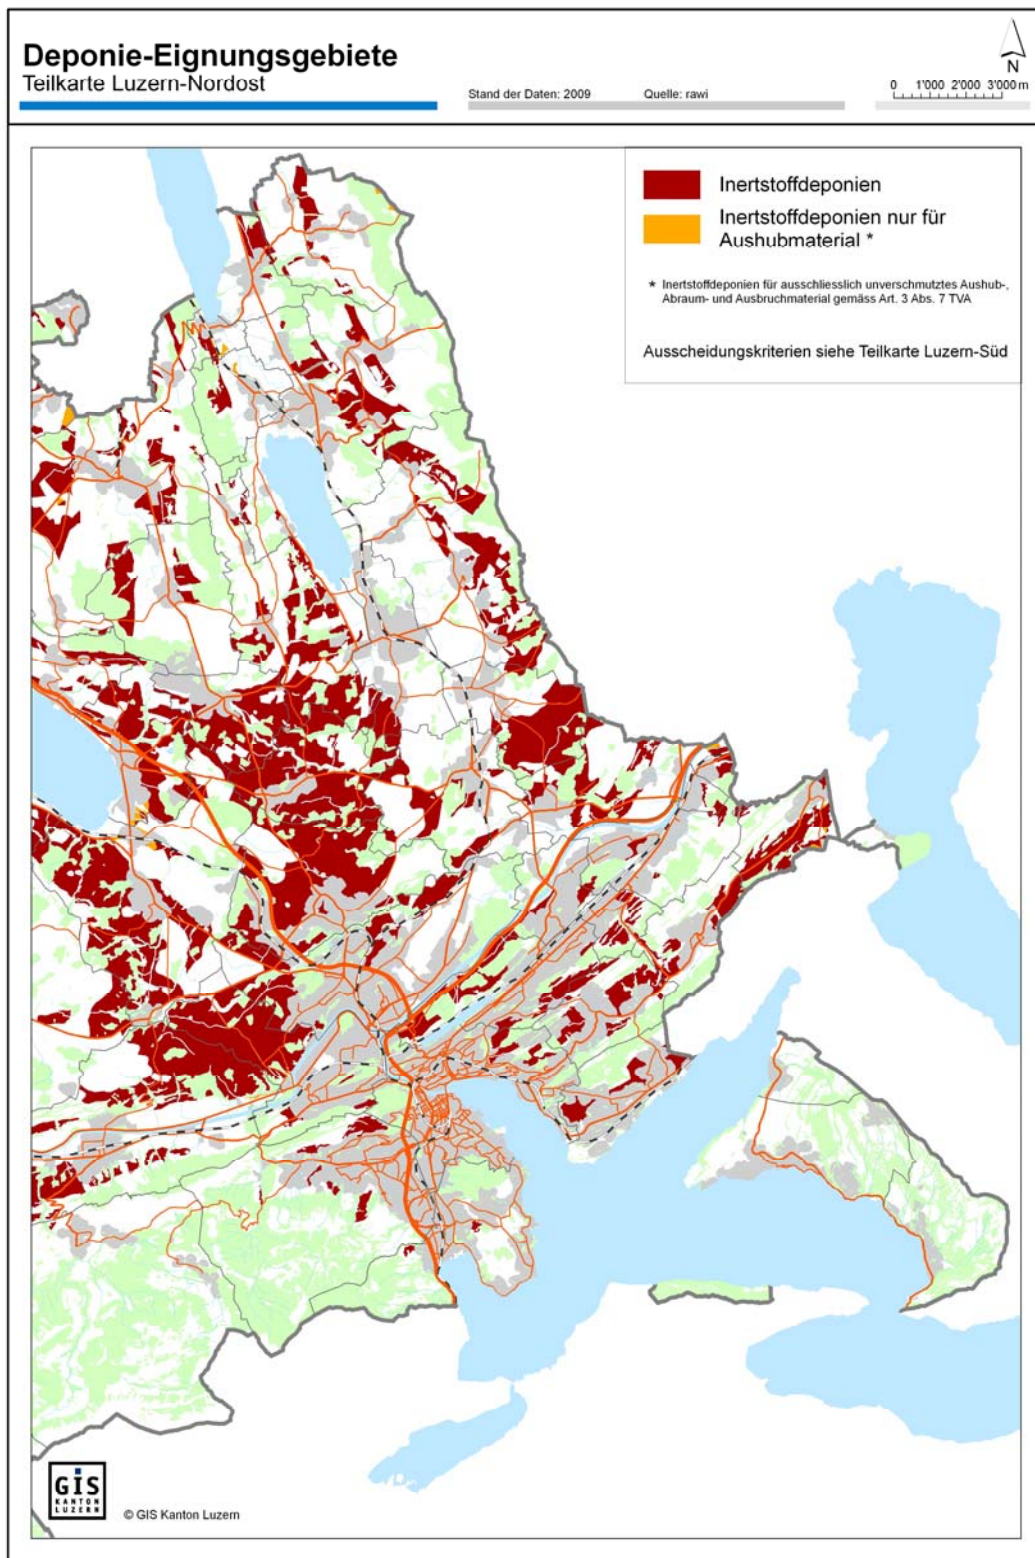 Deponie-Eignungsgebiete
Teilkarte Luzern-Nordost
Stand der Daten: 2009 Quelle: rawi
N
0 1'000 2'000 3'000 m
Inertstoffdeponien
Inertstoffdeponien nur für
Aushubmaterial *
* Inertstoffdeponien für ausschliesslich unverschmutztes Aushub-,
Abraum- und Ausbruchmaterial gemäss Art. 3 Abs. 7 TVA
Ausscheidungskriterien siehe Teilkarte Luzern-Süd
GIS
KANTON
LUZERN
© GIS Kanton Luzern